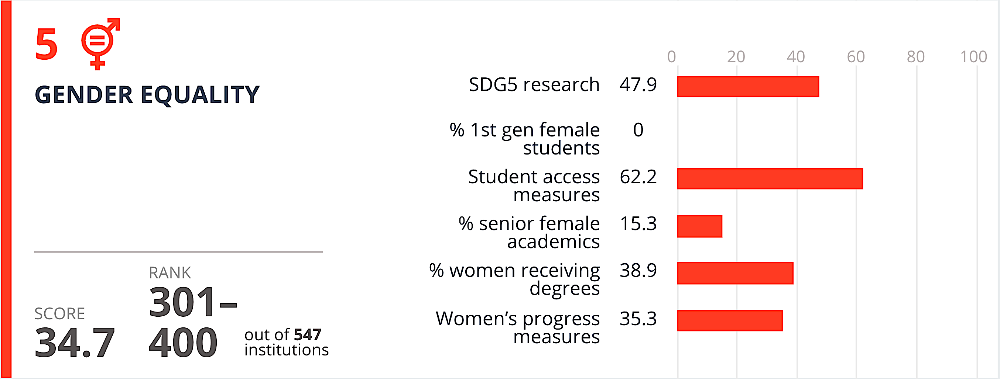 5
GENDER EQUALITY
SCORE
34.7
RANK
301–
400
out of 547
institutions
0 20 40 60 80 100
SDG5 research 47.9
% 1st gen female 0
students
Student access 62.2
measures
% senior female 15.3
academics
% women receiving 38.9
degrees
Women’s progress 35.3
measures